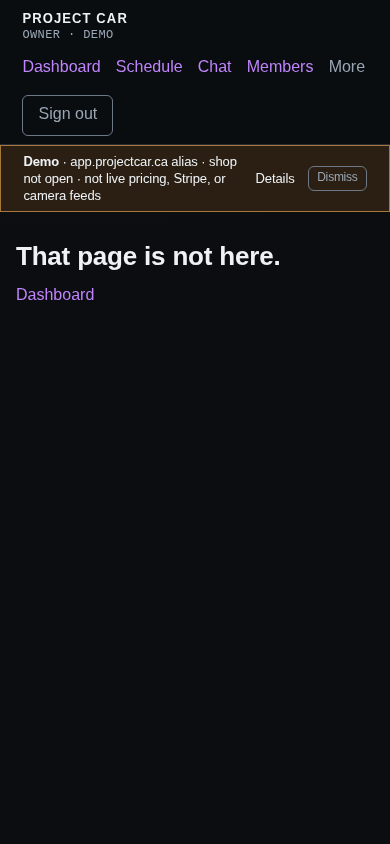 PROJECT CAR
OWNER · DEMO
Dashboard Schedule Chat Members More
Sign out
Demo · app.projectcar.ca alias · shop
not open · not live pricing, Stripe, or
camera feeds
Details
Dismiss
That page is not here.
Dashboard